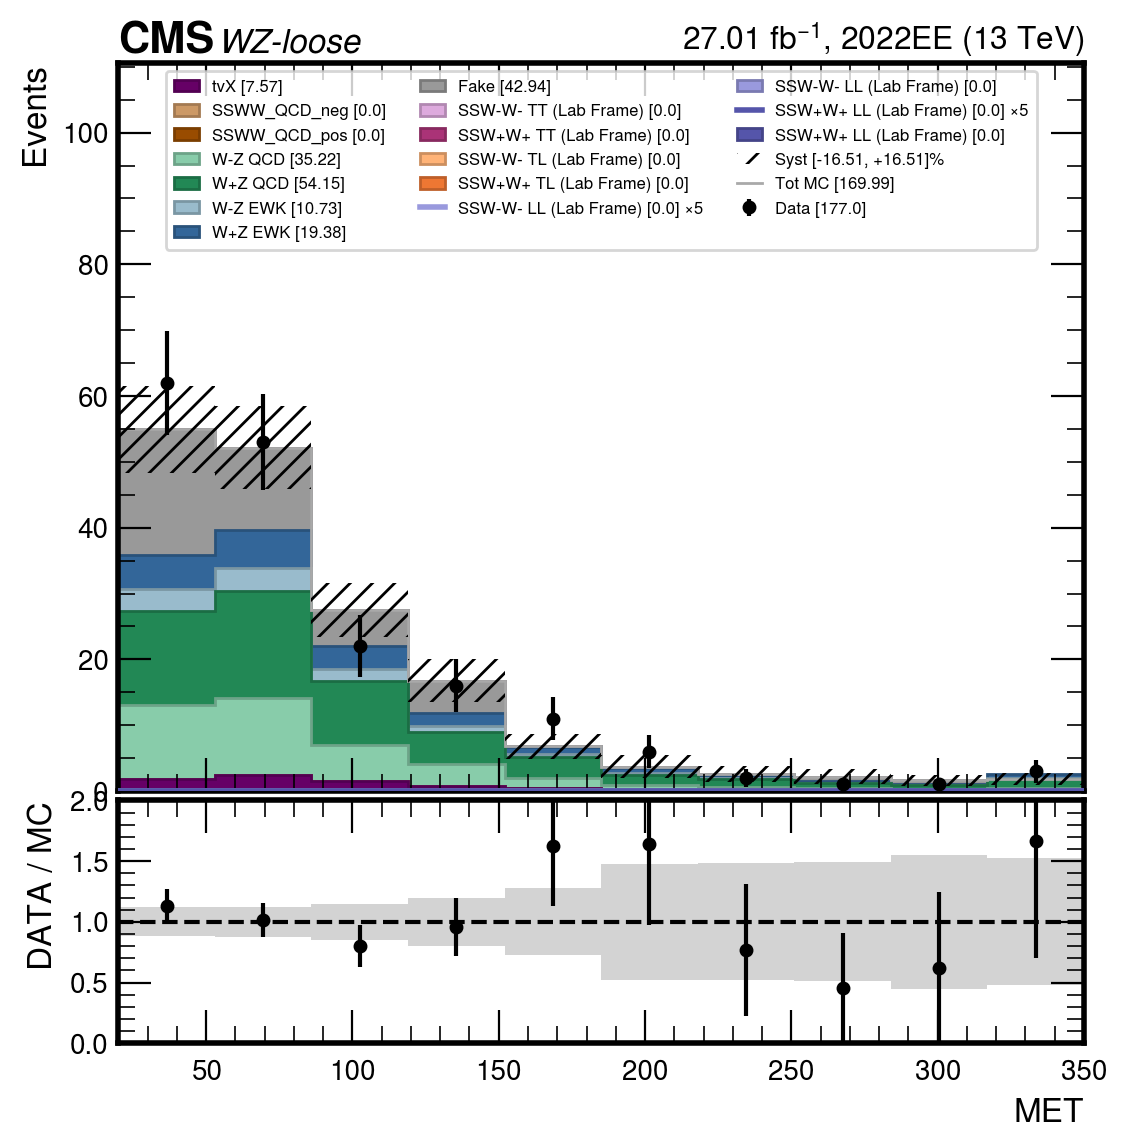 CMS WZ-loose 27.01 fb⁻¹, 2022EE (13 TeV)
Events
tvX [7.57]
SSWW_QCD_neg [0.0]
SSWW_QCD_pos [0.0]
W-Z QCD [35.22]
W+Z QCD [54.15]
W-Z EWK [10.73]
W+Z EWK [19.38]
Fake [42.94]
SSW-W- TT (Lab Frame) [0.0]
SSW+W+ TT (Lab Frame) [0.0]
SSW-W- TL (Lab Frame) [0.0]
SSW+W+ TL (Lab Frame) [0.0]
SSW-W- LL (Lab Frame) [0.0] ×5
SSW-W- LL (Lab Frame) [0.0]
SSW+W+ LL (Lab Frame) [0.0] ×5
SSW+W+ LL (Lab Frame) [0.0]
Syst [-16.51, +16.51]%
Tot MC [169.99]
Data [177.0]
100
80
60
40
20
0
DATA / MC
2.0
1.5
1.0
0.5
0.0
50 100 150 200 250 300 350
MET